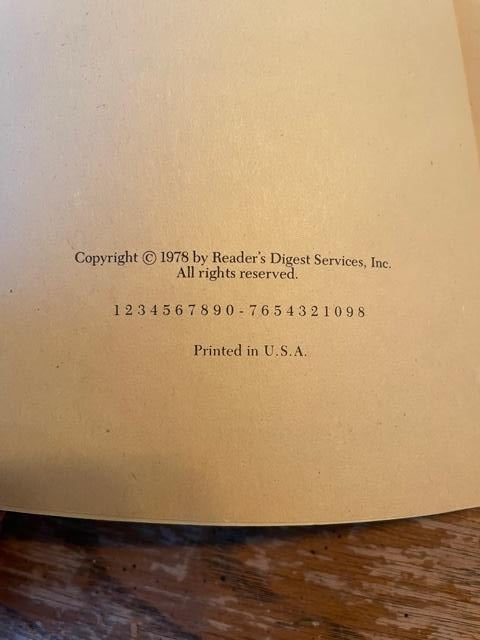 Copyright © 1978 by Reader's Digest Services, Inc.
All rights reserved.
1 2 3 4 5 6 7 8 9 0 - 7 6 5 4 3 2 1 0 9 8
Printed in U.S.A.